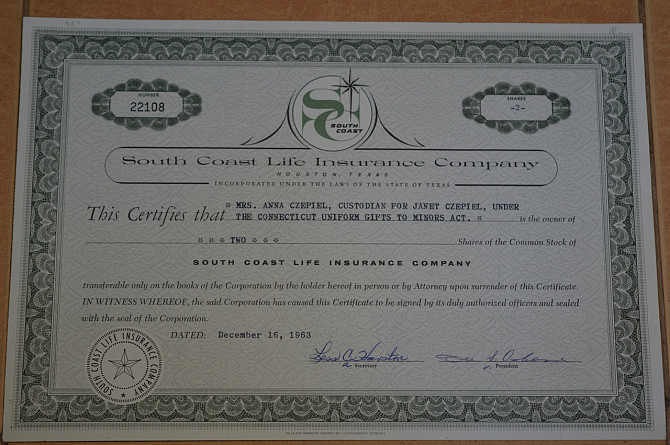 NUMBER
22108
SHARES
-2-
SC
SOUTH
COAST
South Coast Life Insurance Company
HOUSTON, TEXAS
INCORPORATED UNDER THE LAWS OF THE STATE OF TEXAS
This Certifies that * MRS. ANNA CZEPIEL, CUSTODIAN FOR JANET CZEPIEL, UNDER
THE CONNECTICUT UNIFORM GIFTS TO MINORS ACT. * is the owner of
* * * TWO * * * Shares of the Common Stock of
SOUTH COAST LIFE INSURANCE COMPANY
transferable only on the books of the Corporation by the holder hereof in person or by Attorney upon surrender of this Certificate.
IN WITNESS WHEREOF, the said Corporation has caused this Certificate to be signed by its duly authorized officers and sealed
with the seal of the Corporation.
DATED: December 16, 1963
Secretary
President
SOUTH COAST LIFE INSURANCE COMPANY